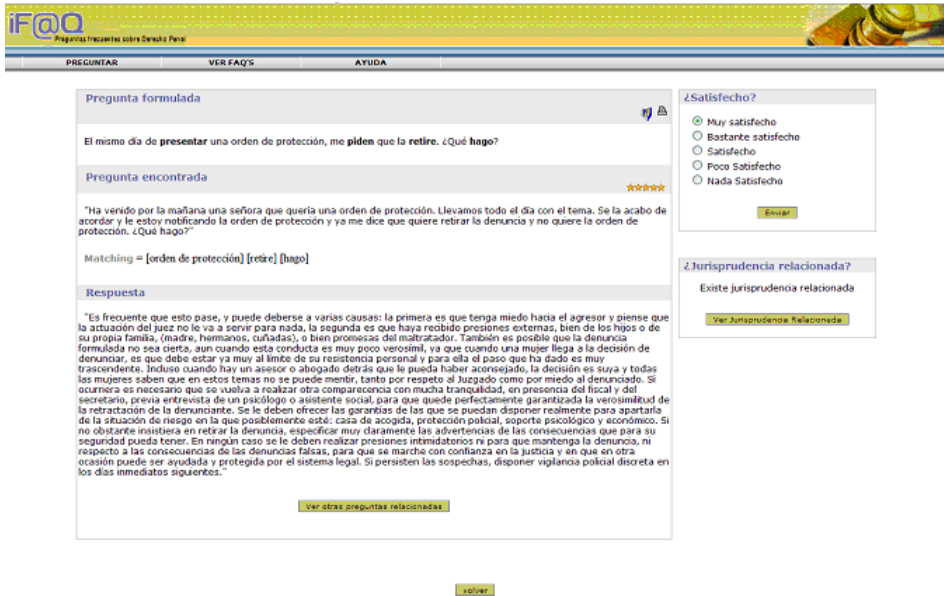 iF@Q
Preguntas frecuentes sobre Derecho Penal
PREGUNTAR VER FAQ'S AYUDA
Pregunta formulada
El mismo día de presentar una orden de protección, me piden que la retire. ¿Qué hago?
Pregunta encontrada
"Ha venido por la mañana una señora que quería una orden de protección. Llevamos todo el día con el tema. Se la acabo de
acordar y le estoy notificando la orden de protección y ya me dice que quiere retirar la denuncia y no quiere la orden de
protección. ¿Qué hago?"
Matching = [orden de protección] [retire] [hago]
Respuesta
"Es frecuente que esto pase, y puede deberse a varias causas: la primera es que tenga miedo hacia el agresor y piense que
la actuación del juez no le va a servir para nada, la segunda es que haya recibido presiones externas, bien de los hijos o de
su propia familia, (madre, hermanos, cuñadas), o bien promesas del maltratador. También es posible que la denuncia
formulada no sea cierta, aun cuando esta conducta es muy poco verosímil, ya que cuando una mujer llega a la decisión de
denunciar, es que debe estar ya muy al límite de su resistencia personal y para ella el paso que ha dado es muy
trascendente. Incluso cuando hay un asesor o abogado detrás que le pueda haber aconsejado, la decisión es suya y todas
las mujeres saben que en estos temas no se puede mentir, tanto por respeto al Juzgado como por miedo al denunciado. Si
ocurriera es necesario que se vuelva a realizar otra comparecencia con mucha tranquilidad, en presencia del fiscal y del
secretario, previa entrevista de un psicólogo o asistente social, para que quede perfectamente garantizada la verosimilitud de
la retractación de la denunciante. Se le deben ofrecer las garantías de las que se puedan disponer realmente para apartarla
de la situación de riesgo en la que posiblemente esté: casa de acogida, protección policial, soporte psicológico y económico. Si
no obstante insistiera en retirar la denuncia, especificar muy claramente las advertencias de las consecuencias que para su
seguridad pueda tener. En ningún caso se le deben realizar presiones intimidatorios ni para que mantenga la denuncia, ni
respecto a las consecuencias de las denuncias falsas, para que se marche con confianza en la justicia y en que en otra
ocasión puede ser ayudada y protegida por el sistema legal. Si persisten las sospechas, disponer vigilancia policial discreta en
los días inmediatos siguientes."
Ver otras preguntas relacionadas
volver
¿Satisfecho?
Muy satisfecho
Bastante satisfecho
Satisfecho
Poco Satisfecho
Nada Satisfecho
Enviar
¿Jurisprudencia relacionada?
Existe jurisprudencia relacionada
Ver Jurisprudencia Relacionada